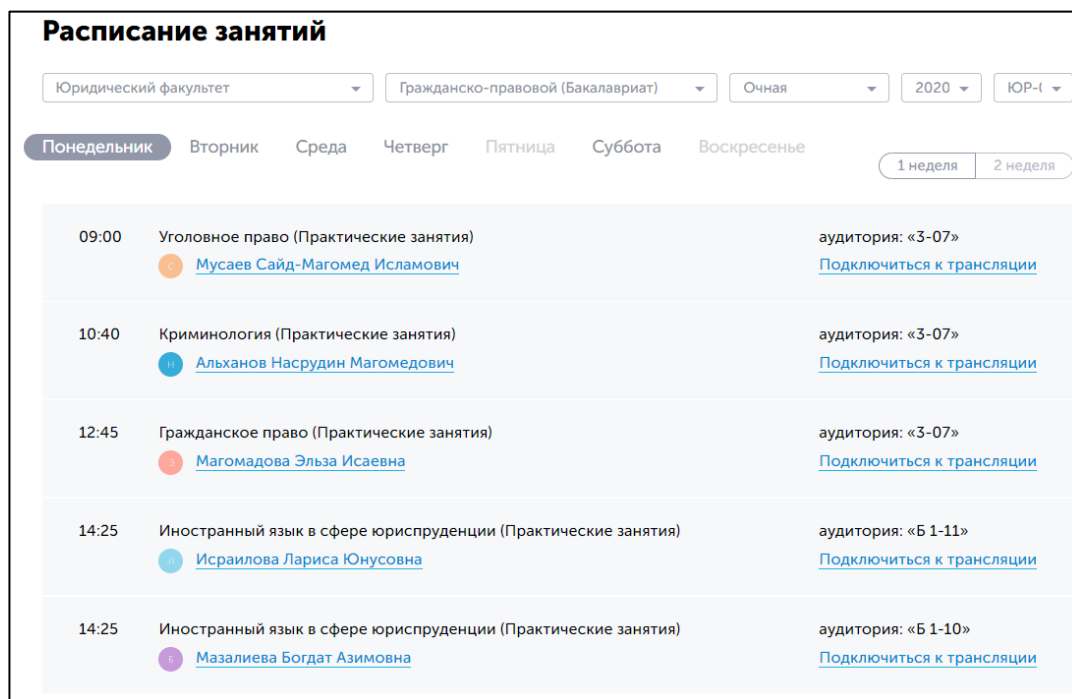 Расписание занятий
Юридический факультет Гражданско-правовой (Бакалавриат) Очная 2020 ЮР-(
Понедельник Вторник Среда Четверг Пятница Суббота Воскресенье
1 неделя 2 неделя
09:00 Уголовное право (Практические занятия) аудитория: «3-07»
С Мусаев Сайд-Магомед Исламович Подключиться к трансляции
10:40 Криминология (Практические занятия) аудитория: «3-07»
Н Альханов Насрудин Магомедович Подключиться к трансляции
12:45 Гражданское право (Практические занятия) аудитория: «3-07»
Э Магомадова Эльза Исаевна Подключиться к трансляции
14:25 Иностранный язык в сфере юриспруденции (Практические занятия) аудитория: «Б 1-11»
Л Исраилова Лариса Юнусовна Подключиться к трансляции
14:25 Иностранный язык в сфере юриспруденции (Практические занятия) аудитория: «Б 1-10»
Б Мазалиева Богдат Азимовна Подключиться к трансляции